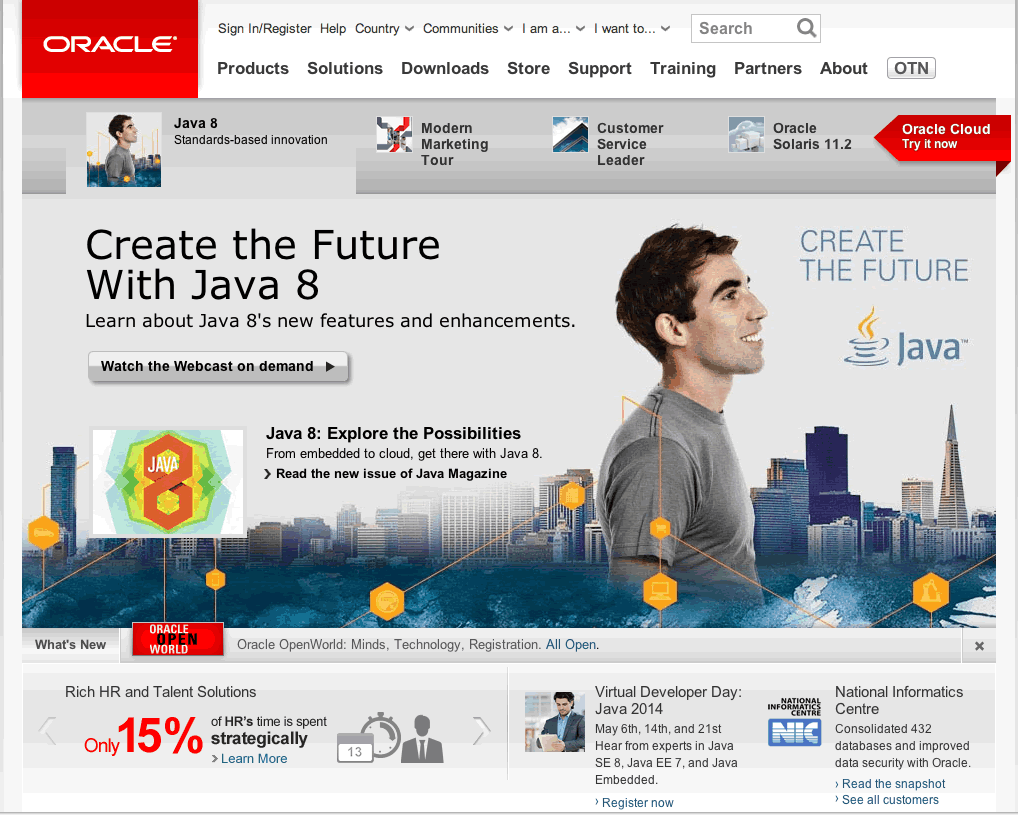 ORACLE
Sign In/Register Help Country Communities I am a... I want to... Search
Products Solutions Downloads Store Support Training Partners About OTN
Java 8
Standards-based innovation
Modern
Marketing
Tour
Customer
Service
Leader
Oracle
Solaris 11.2
Oracle Cloud
Try it now
Create the Future
With Java 8
Learn about Java 8's new features and enhancements.
Watch the Webcast on demand
CREATE
THE FUTURE
Java™
JAVA
8
Java 8: Explore the Possibilities
From embedded to cloud, get there with Java 8.
Read the new issue of Java Magazine
What's New
ORACLE
OPEN
WORLD
Oracle OpenWorld: Minds, Technology, Registration. All Open.
Rich HR and Talent Solutions
Only 15%
of HR's time is spent
strategically
Learn More
13
Virtual Developer Day:
Java 2014
May 6th, 14th, and 21st
Hear from experts in Java
SE 8, Java EE 7, and Java
Embedded.
Register now
NATIONAL
INFORMATICS
CENTRE
NIC
National Informatics
Centre
Consolidated 432
databases and improved
data security with Oracle.
Read the snapshot
See all customers